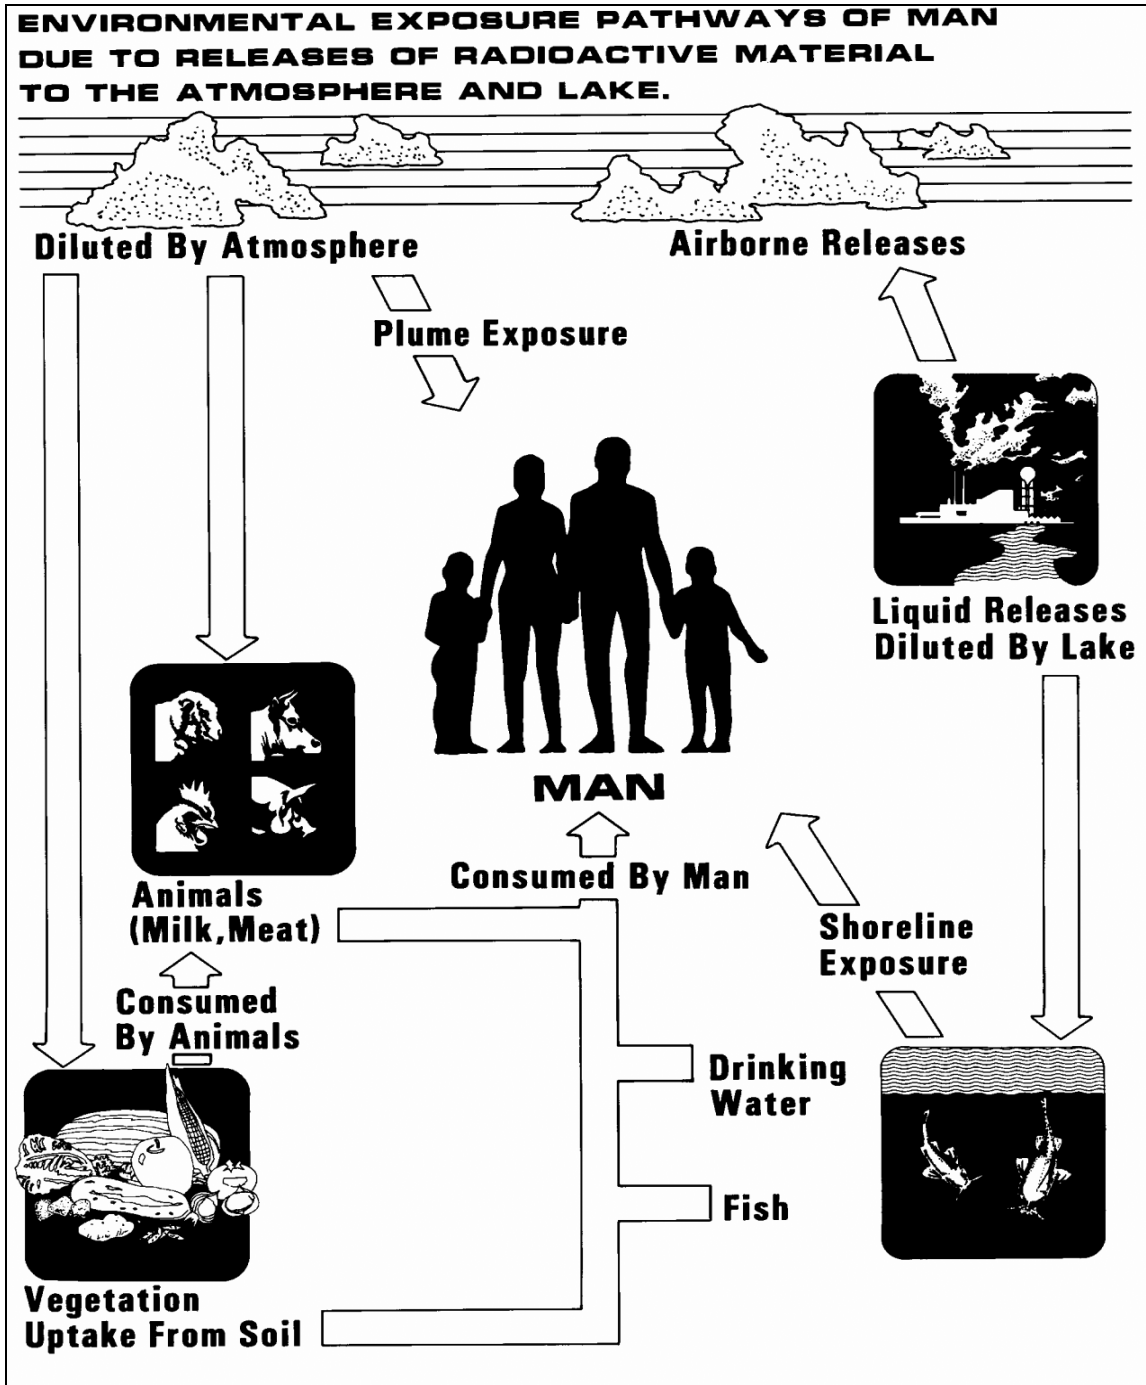 ENVIRONMENTAL EXPOSURE PATHWAYS OF MAN
DUE TO RELEASES OF RADIOACTIVE MATERIAL
TO THE ATMOSPHERE AND LAKE.
Diluted By Atmosphere
Airborne Releases
Plume Exposure
Liquid Releases
Diluted By Lake
MAN
Consumed By Man
Animals
(Milk,Meat)
Shoreline
Exposure
Consumed
By Animals
Drinking
Water
Fish
Vegetation
Uptake From Soil